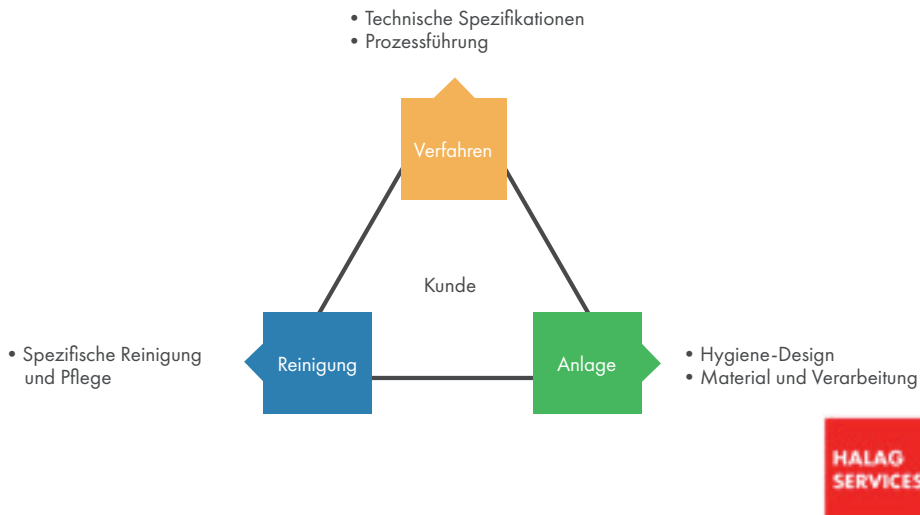 • Technische Spezifikationen
• Prozessführung
Verfahren
Kunde
• Spezifische Reinigung
und Pflege
Reinigung
Anlage
• Hygiene-Design
• Material und Verarbeitung
HALAG
SERVICES